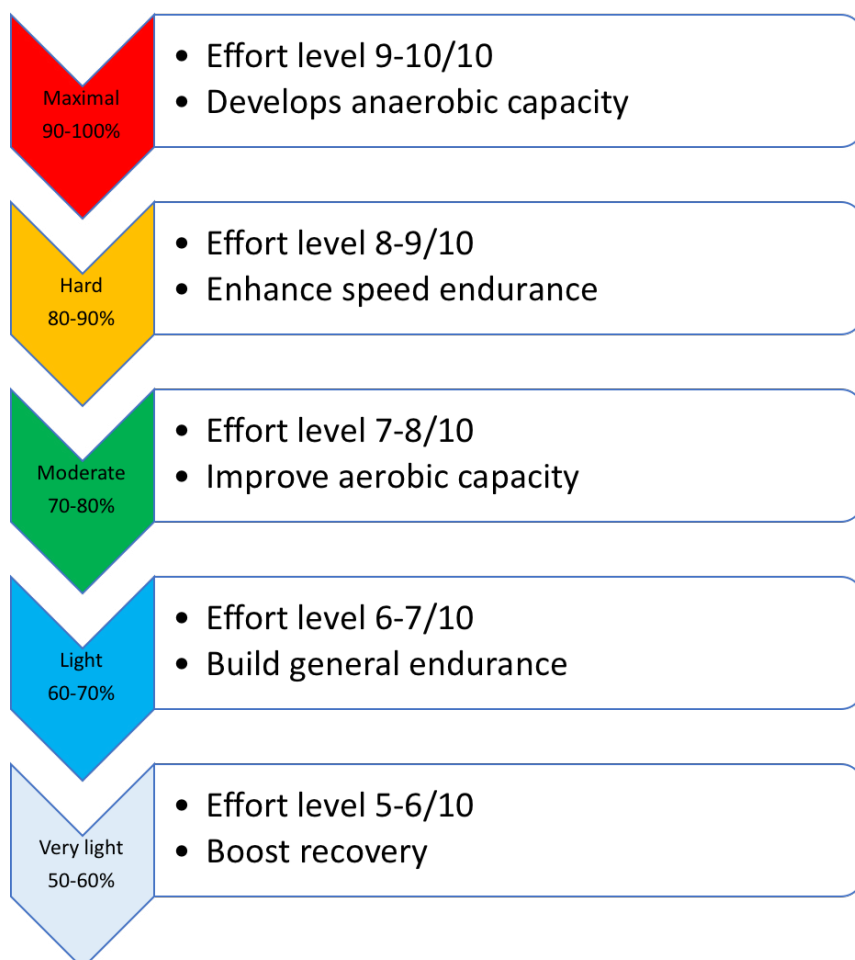 Maximal
90-100%
• Effort level 9-10/10
• Develops anaerobic capacity
Hard
80-90%
• Effort level 8-9/10
• Enhance speed endurance
Moderate
70-80%
• Effort level 7-8/10
• Improve aerobic capacity
Light
60-70%
• Effort level 6-7/10
• Build general endurance
Very light
50-60%
• Effort level 5-6/10
• Boost recovery